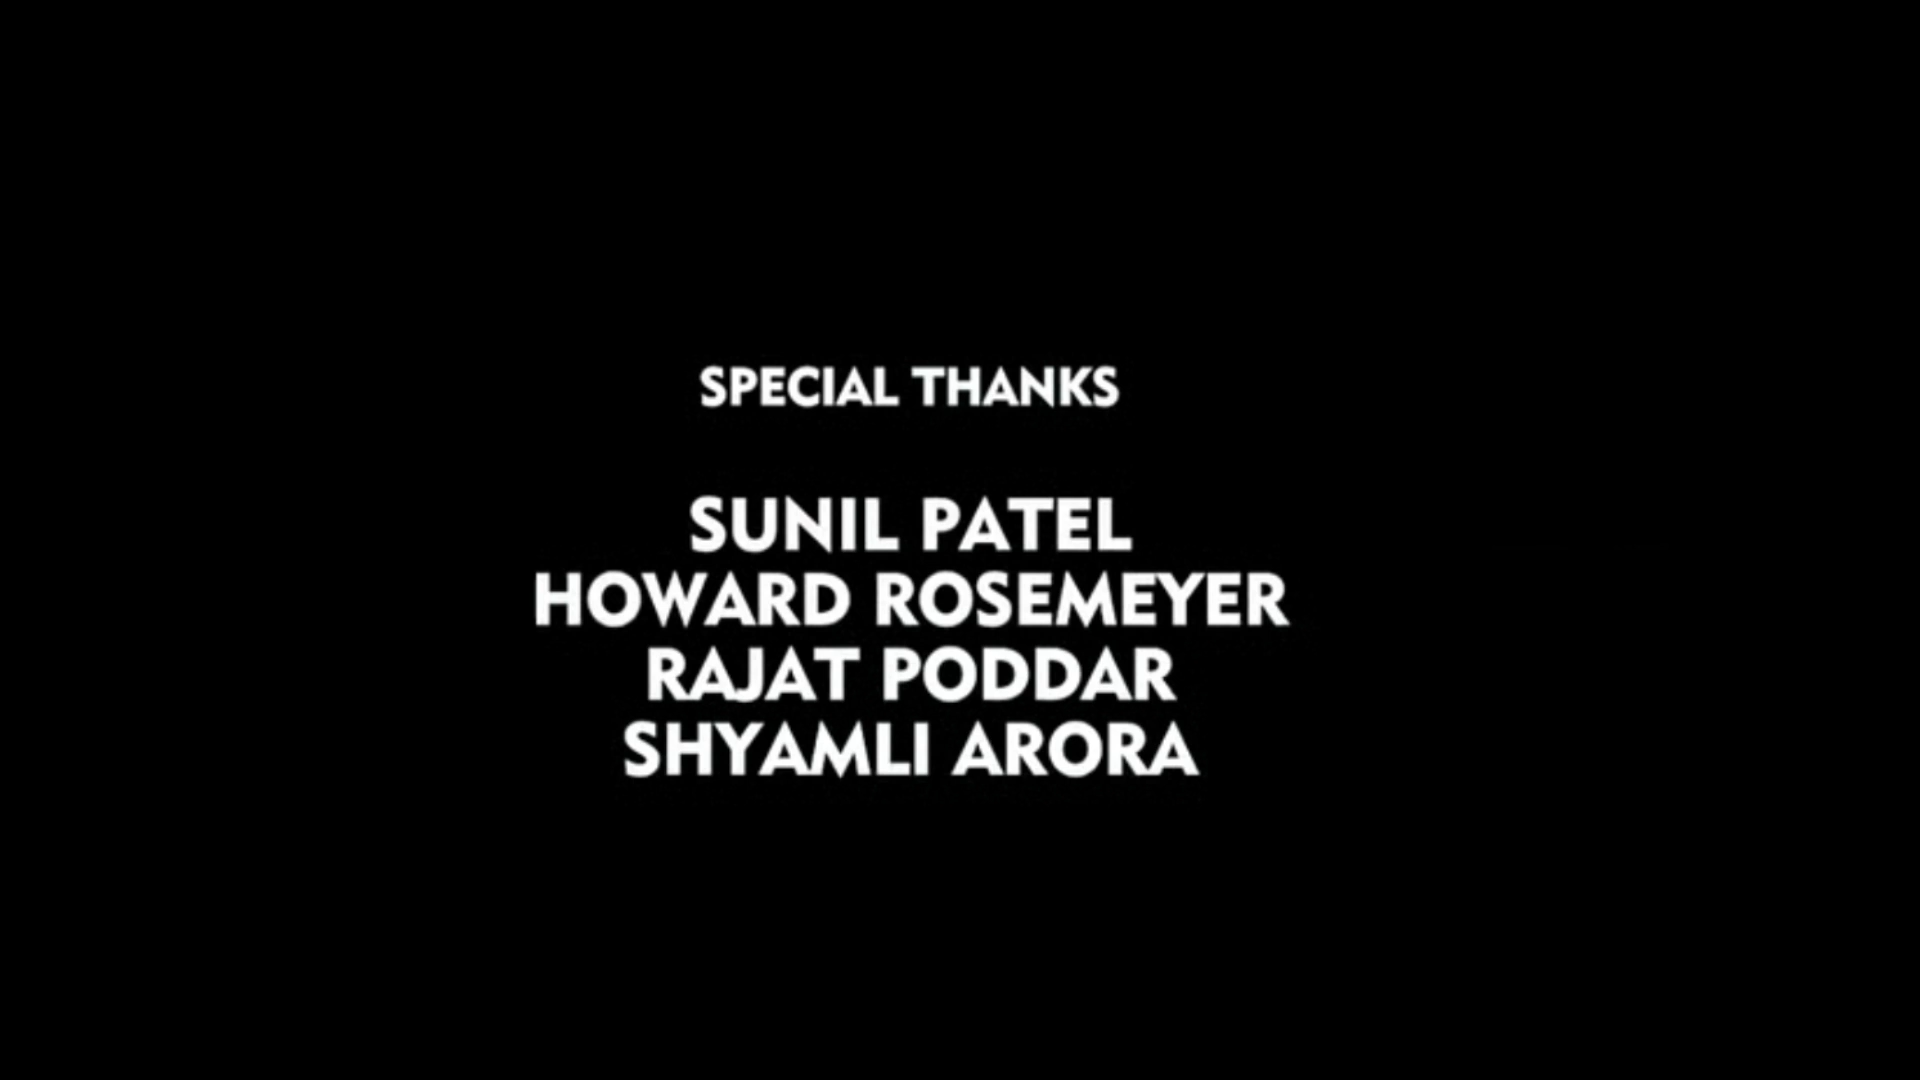 SPECIAL THANKS
SUNIL PATEL
HOWARD ROSEMEYER
RAJAT PODDAR
SHYAMLI ARORA